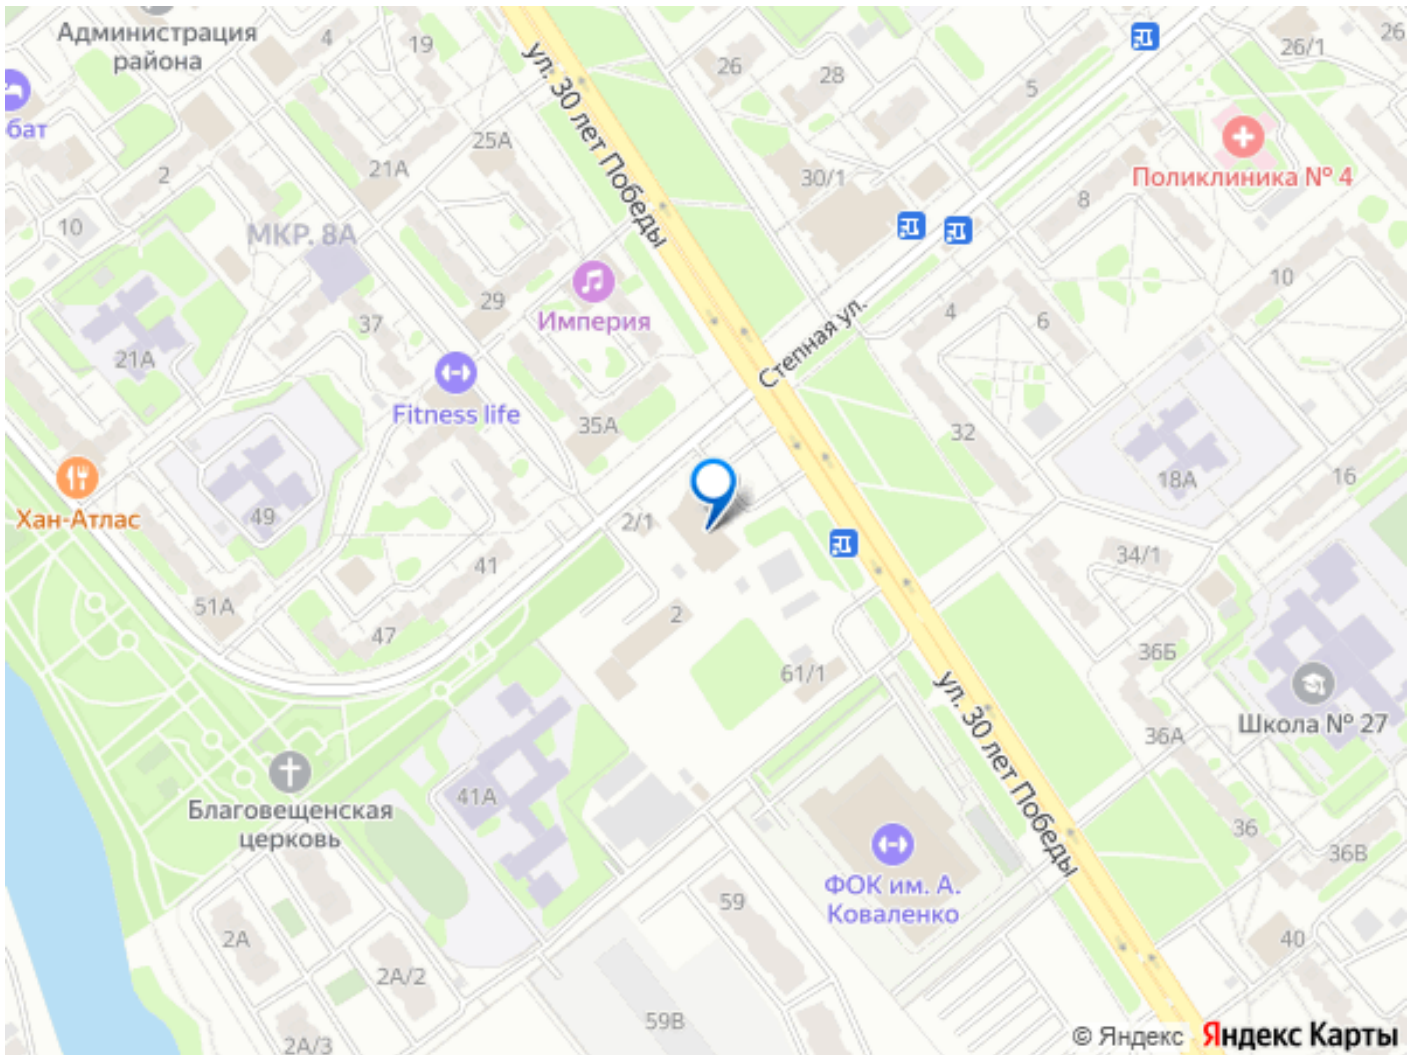 Администрация
района
4
19
26
28
26/1
26
5
бат
25А
21А
2
30/1
Поликлиника № 4
8
10
МКР. 8А
ул. 30 лет Победы
29
Империя
10
4
6
37
21А
Степная ул.
Fitness life
35А
32
18А
16
Хан-Атлас
49
2/1
41
34/1
51А
47
2
61/1
36Б
ул. 30 лет Победы
Школа № 27
36А
41А
Благовещенская
церковь
36
36В
ФОК им. А.
Коваленко
59
2А
2А/2
40
59В
2А/3
© Яндекс Яндекс Карты